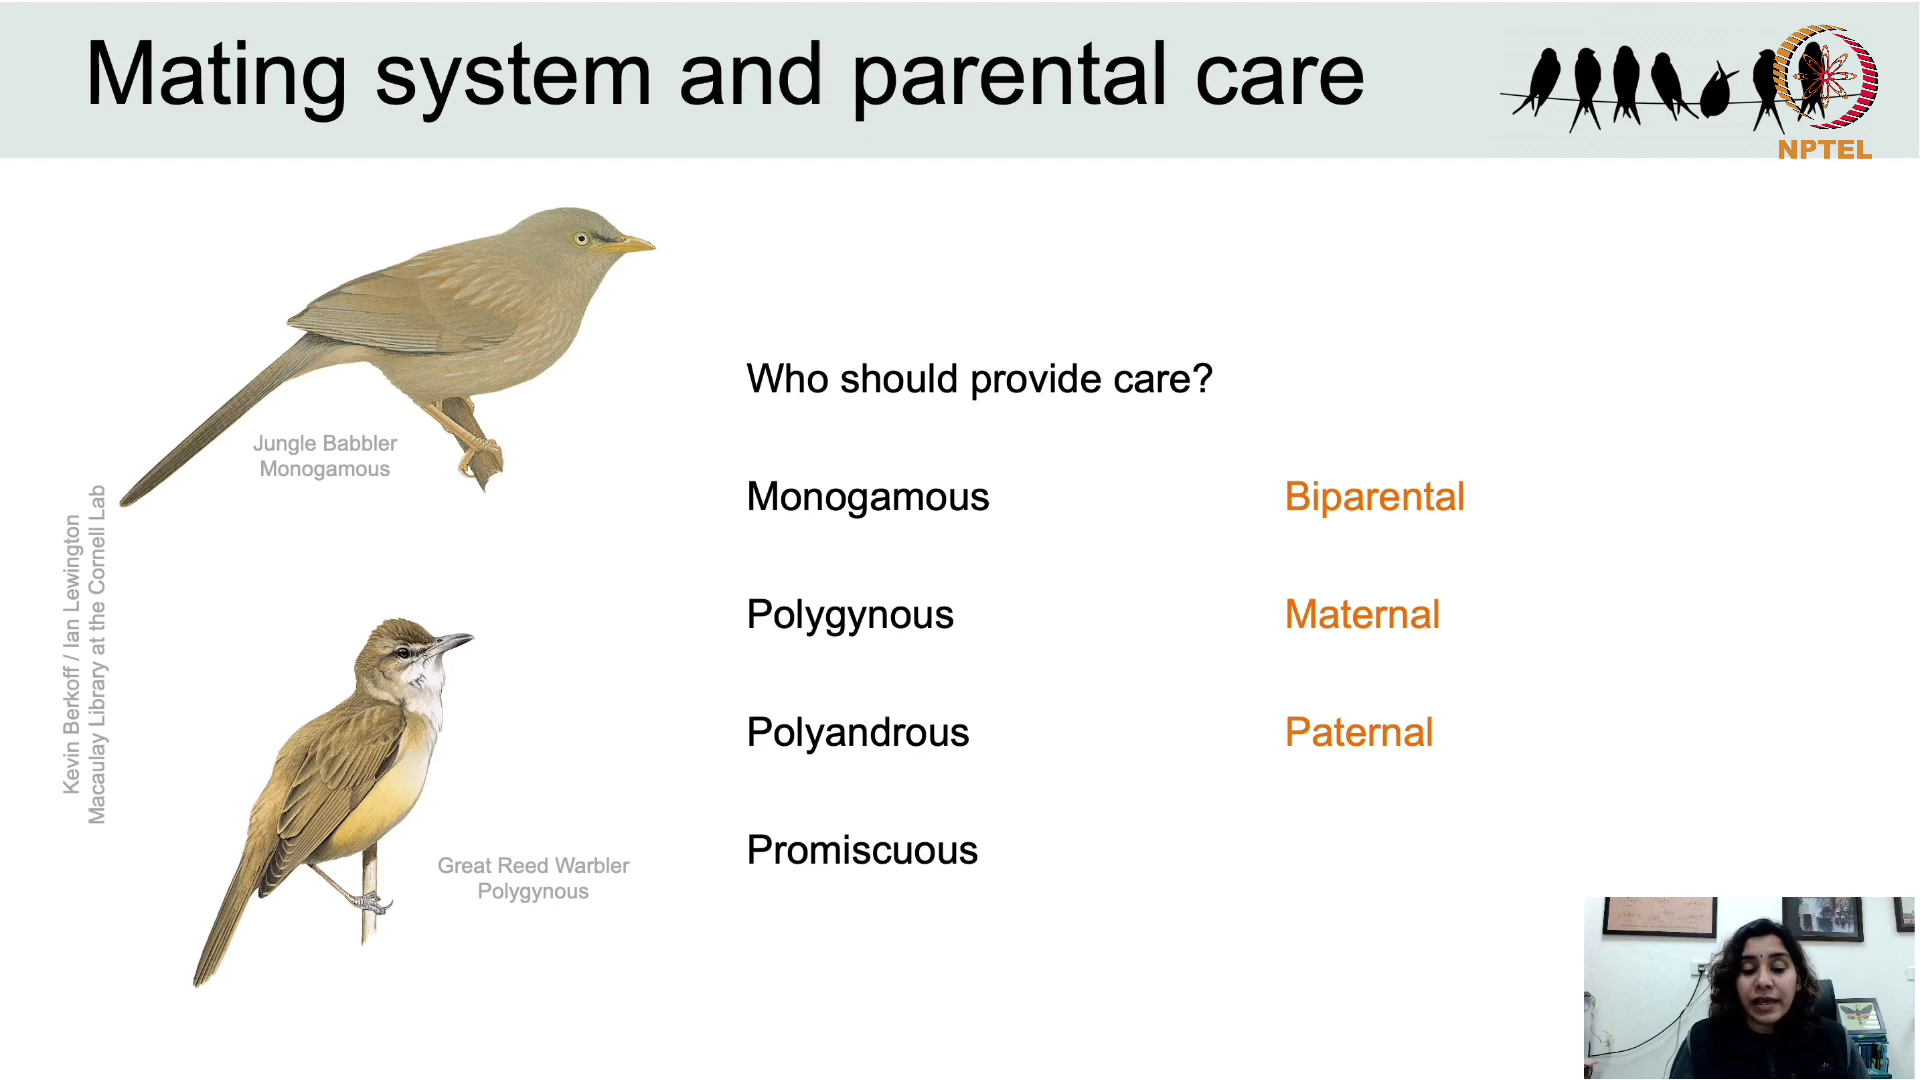 Mating system and parental care
NPTEL
Jungle Babbler
Monogamous
Kevin Berkoff / Ian Lewington
Macaulay Library at the Cornell Lab
Great Reed Warbler
Polygynous
Who should provide care?
Monogamous Biparental
Polygynous Maternal
Polyandrous Paternal
Promiscuous